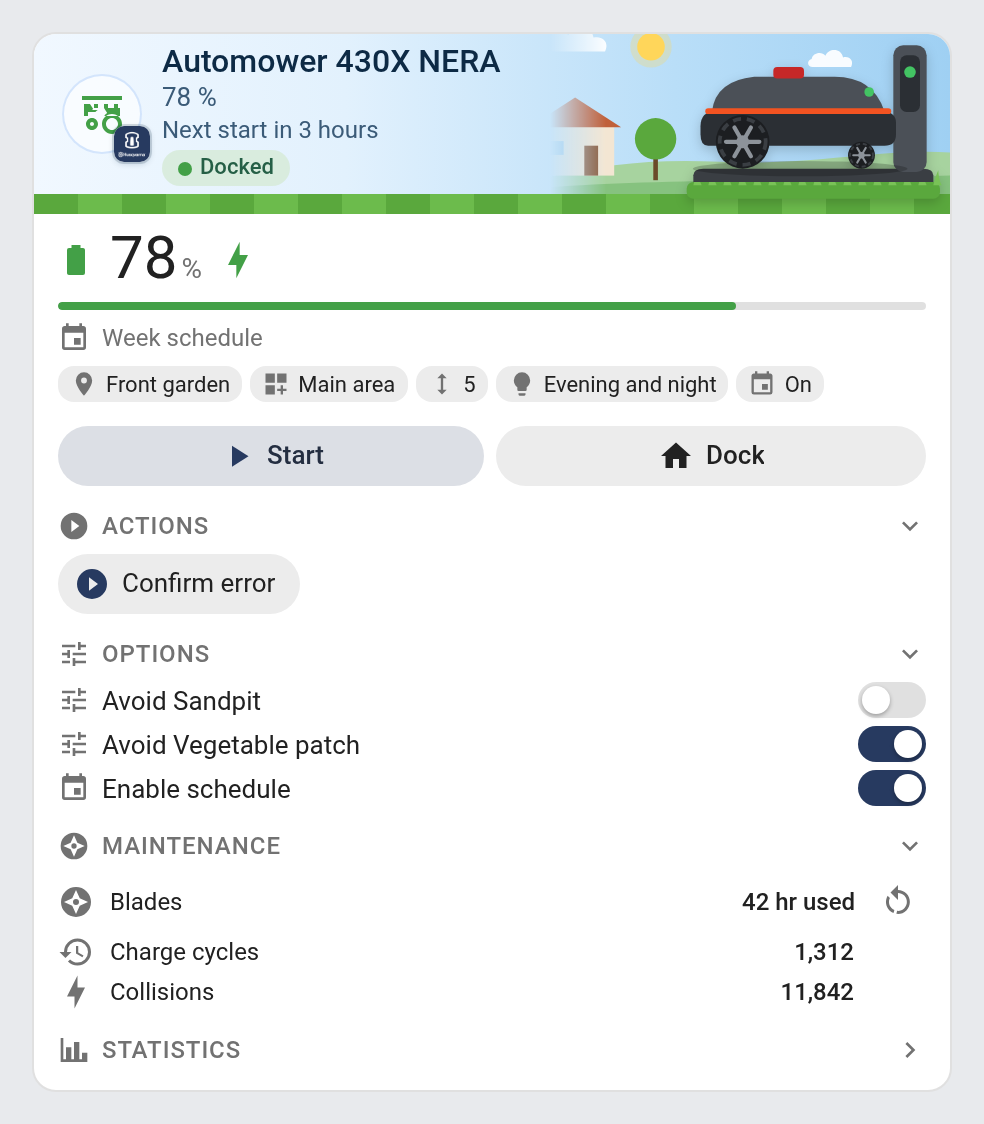 Automower 430X NERA
78 %
Next start in 3 hours
Docked
Husqvarna
78 %
Week schedule
Front garden Main area 5 Evening and night On
Start Dock
ACTIONS
Confirm error
OPTIONS
Avoid Sandpit
Avoid Vegetable patch
Enable schedule
MAINTENANCE
Blades 42 hr used
Charge cycles 1,312
Collisions 11,842
STATISTICS